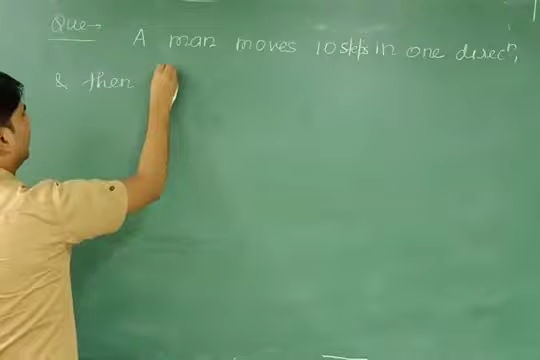 Que→ A man moves 10 steps in one direcⁿ,
& then